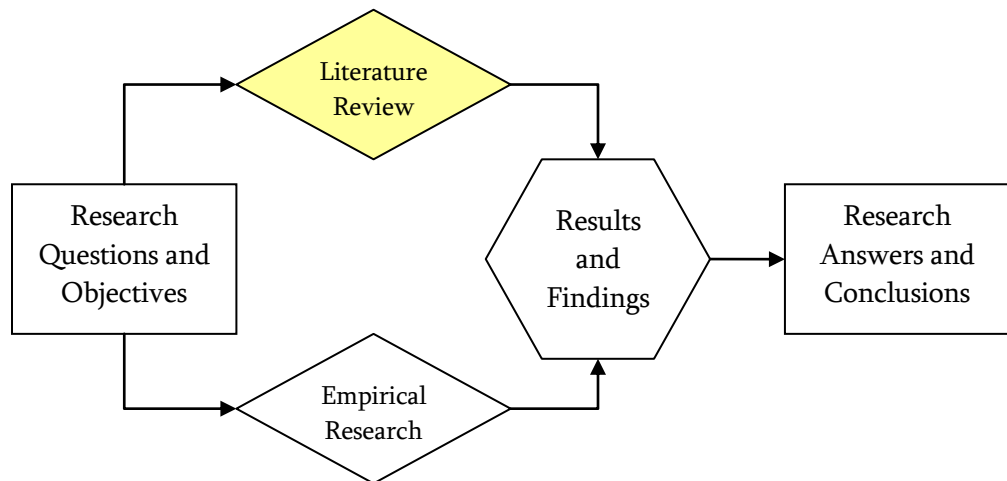 Literature
Review
Research
Questions and
Objectives
Results
and
Findings
Research
Answers and
Conclusions
Empirical
Research